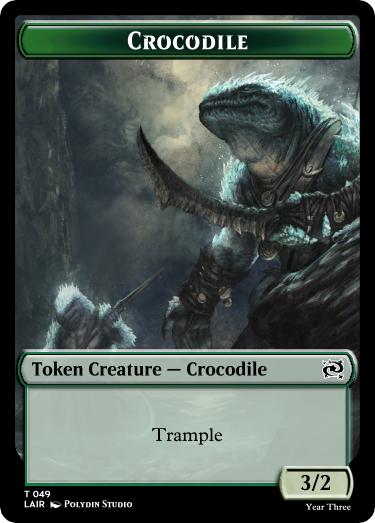 Crocodile
Token Creature — Crocodile
Trample
3/2
T 049
LAIR Polydin Studio
Year Three